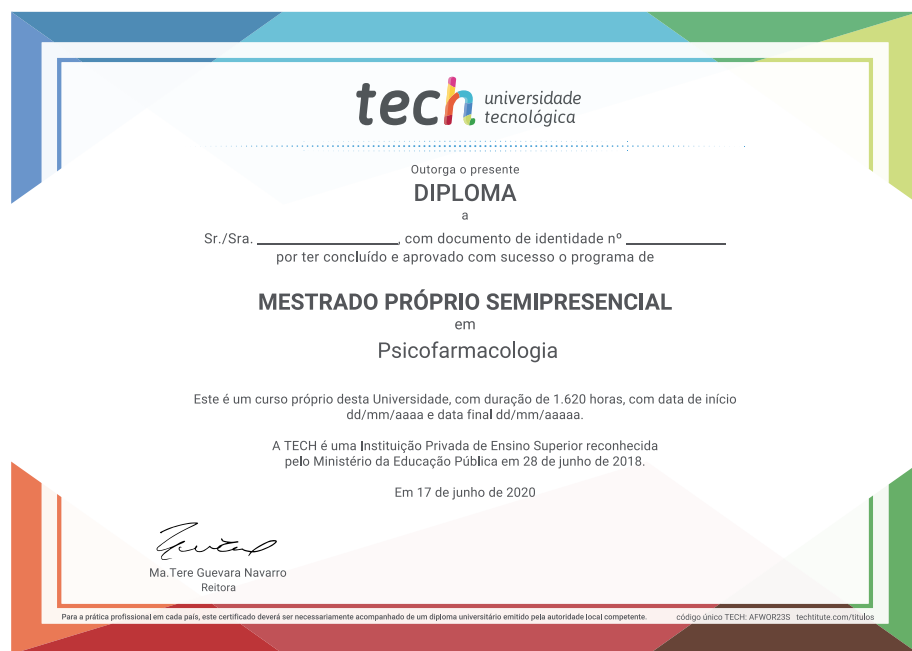 tech universidade
tecnológica
Outorga o presente
DIPLOMA
a
Sr./Sra. ____________________, com documento de identidade nº ______________
por ter concluído e aprovado com sucesso o programa de
MESTRADO PRÓPRIO SEMIPRESENCIAL
em
Psicofarmacologia
Este é um curso próprio desta Universidade, com duração de 1.620 horas, com data de início
dd/mm/aaaa e data final dd/mm/aaaaa.
A TECH é uma Instituição Privada de Ensino Superior reconhecida
pelo Ministério da Educação Pública em 28 de junho de 2018.
Em 17 de junho de 2020
Ma.Tere Guevara Navarro
Reitora
Para a prática profissional em cada país, este certificado deverá ser necessariamente acompanhado de um diploma universitário emitido pela autoridade local competente. código único TECH: AFWOR23S techtitute.com/titulos